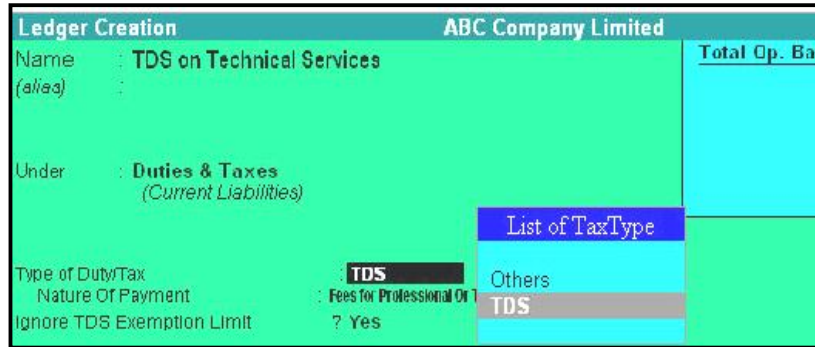 Ledger Creation ABC Company Limited
Name : TDS on Technical Services
(alias) :
Total Op. Ba
Under : Duties & Taxes
(Current Liabilities)
List of TaxType
Others
TDS
Type of Duty/Tax : TDS
Nature Of Payment : Fees for Professional Or T
Ignore TDS Exemption Limit ? Yes